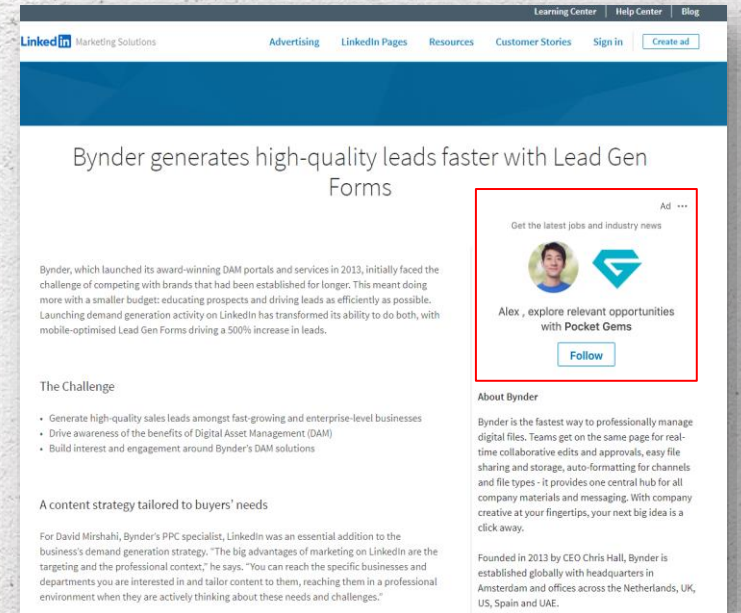 Learning Center | Help Center | Blog
Linked in Marketing Solutions
Advertising LinkedIn Pages Resources Customer Stories Sign in Create ad
Bynder generates high-quality leads faster with Lead Gen
Forms
Ad ···
Get the latest jobs and industry news
Alex , explore relevant opportunities
with Pocket Gems
Follow
Bynder, which launched its award-winning DAM portals and services in 2013, initially faced the
challenge of competing with brands that had been established for longer. This meant doing
more with a smaller budget: educating prospects and driving leads as efficiently as possible.
Launching demand generation activity on LinkedIn has transformed its ability to do both, with
mobile-optimised Lead Gen Forms driving a 500% increase in leads.
The Challenge
• Generate high-quality sales leads amongst fast-growing and enterprise-level businesses
• Drive awareness of the benefits of Digital Asset Management (DAM)
• Build interest and engagement around Bynder's DAM solutions
A content strategy tailored to buyers' needs
For David Mirshahi, Bynder's PPC specialist, LinkedIn was an essential addition to the
business's demand generation strategy. "The big advantages of marketing on LinkedIn are the
targeting and the professional context," he says. "You can reach the specific businesses and
departments you are interested in and tailor content to them, reaching them in a professional
environment when they are actively thinking about these needs and challenges."
About Bynder
Bynder is the fastest way to professionally manage
digital files. Teams get on the same page for real-
time collaborative edits and approvals, easy file
sharing and storage, auto-formatting for channels
and file types - it provides one central hub for all
company materials and messaging. With company
creative at your fingertips, your next big idea is a
click away.
Founded in 2013 by CEO Chris Hall, Bynder is
established globally with headquarters in
Amsterdam and offices across the Netherlands, UK,
US, Spain and UAE.